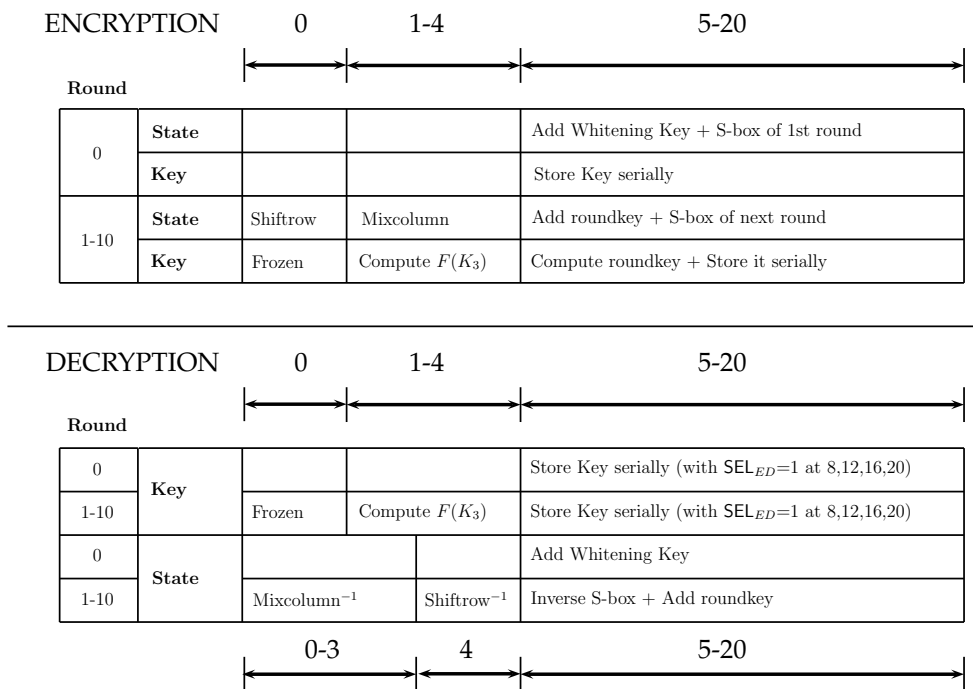 ENCRYPTION 0 1-4 5-20
Round
0 State Add Whitening Key + S-box of 1st round
Key Store Key serially
1-10 State Shiftrow Mixcolumn Add roundkey + S-box of next round
Key Frozen Compute F(K₃) Compute roundkey + Store it serially
DECRYPTION 0 1-4 5-20
Round
0 Key Store Key serially (with SEL_ED=1 at 8,12,16,20)
1-10 Frozen Compute F(K₃) Store Key serially (with SEL_ED=1 at 8,12,16,20)
0 State Add Whitening Key
1-10 Mixcolumn⁻¹ Shiftrow⁻¹ Inverse S-box + Add roundkey
0-3 4 5-20